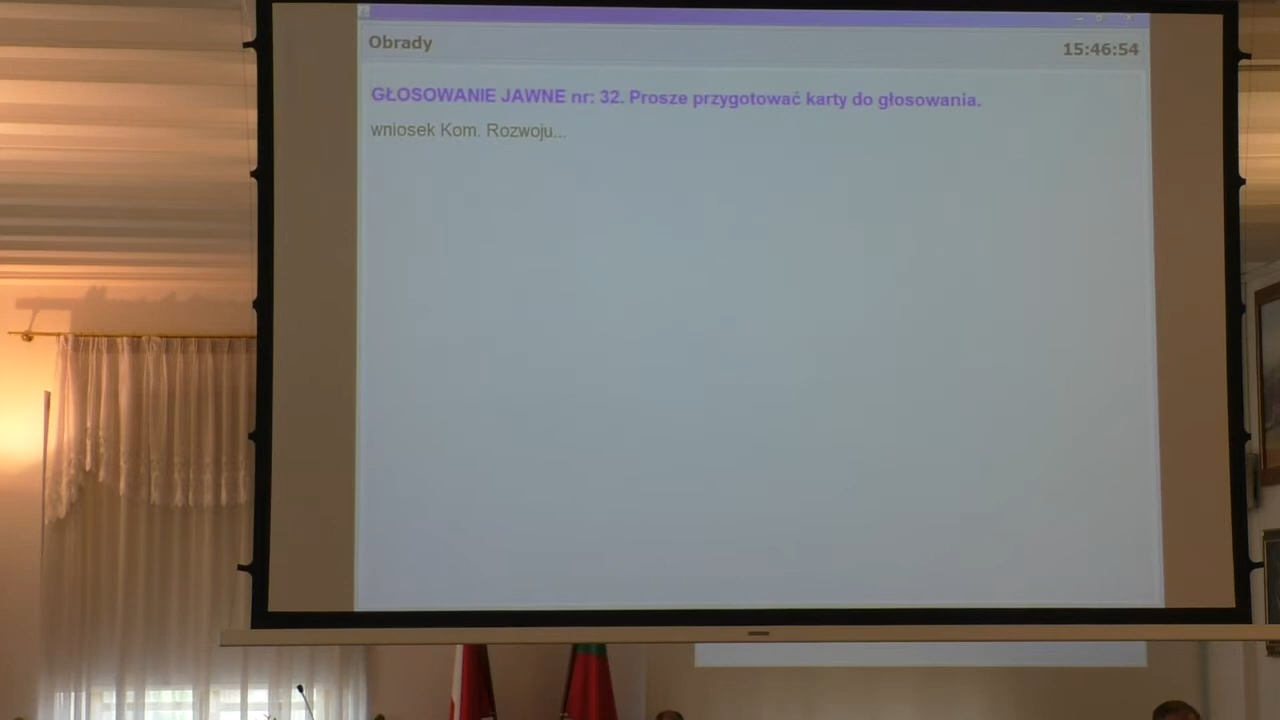 Obrady
15:46:54
GŁOSOWANIE JAWNE nr: 32. Prosze przygotować karty do głosowania.
wniosek Kom. Rozwoju...